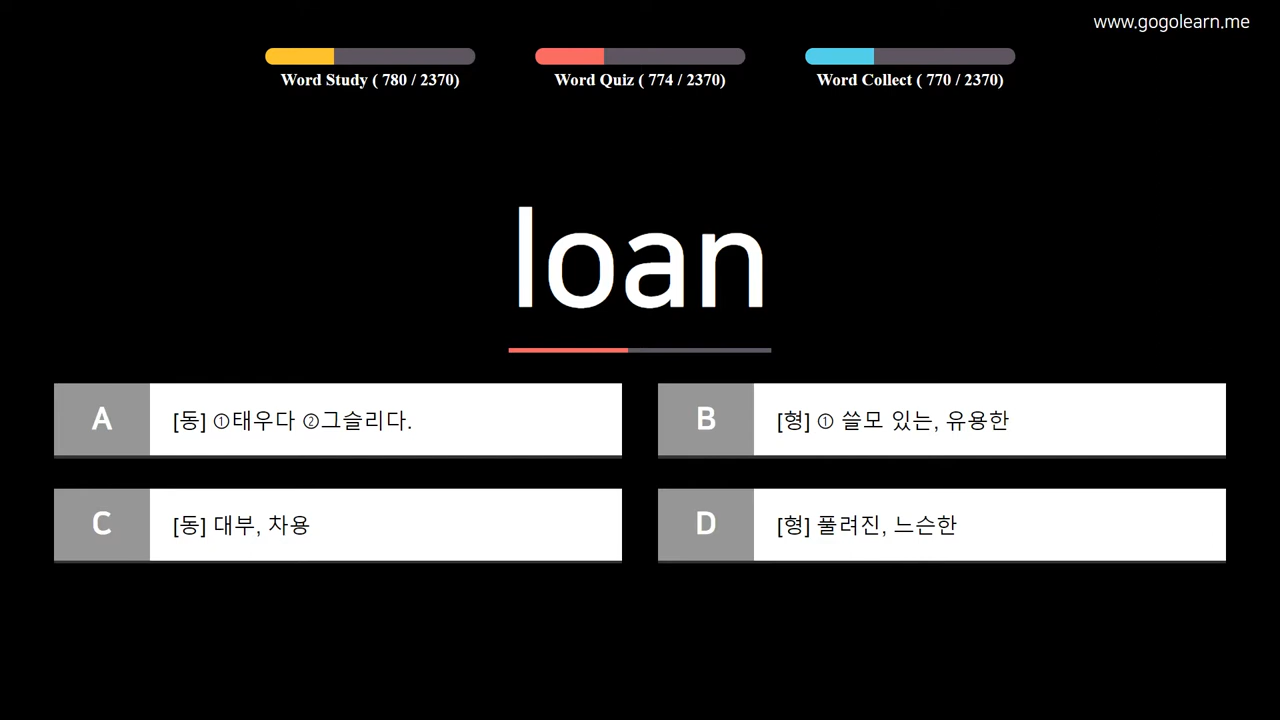 www.gogolearn.me
Word Study ( 780 / 2370)
Word Quiz ( 774 / 2370)
Word Collect ( 770 / 2370)
loan
A [동] ①태우다 ②그슬리다.
B [형] ① 쓸모 있는, 유용한
C [동] 대부, 차용
D [형] 풀려진, 느슨한